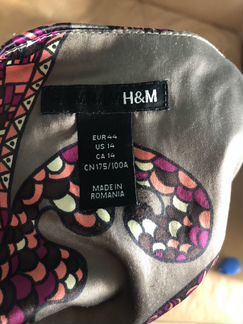 H&M
EUR 44
US 14
CA 14
CN 175/100A
MADE IN
ROMANIA